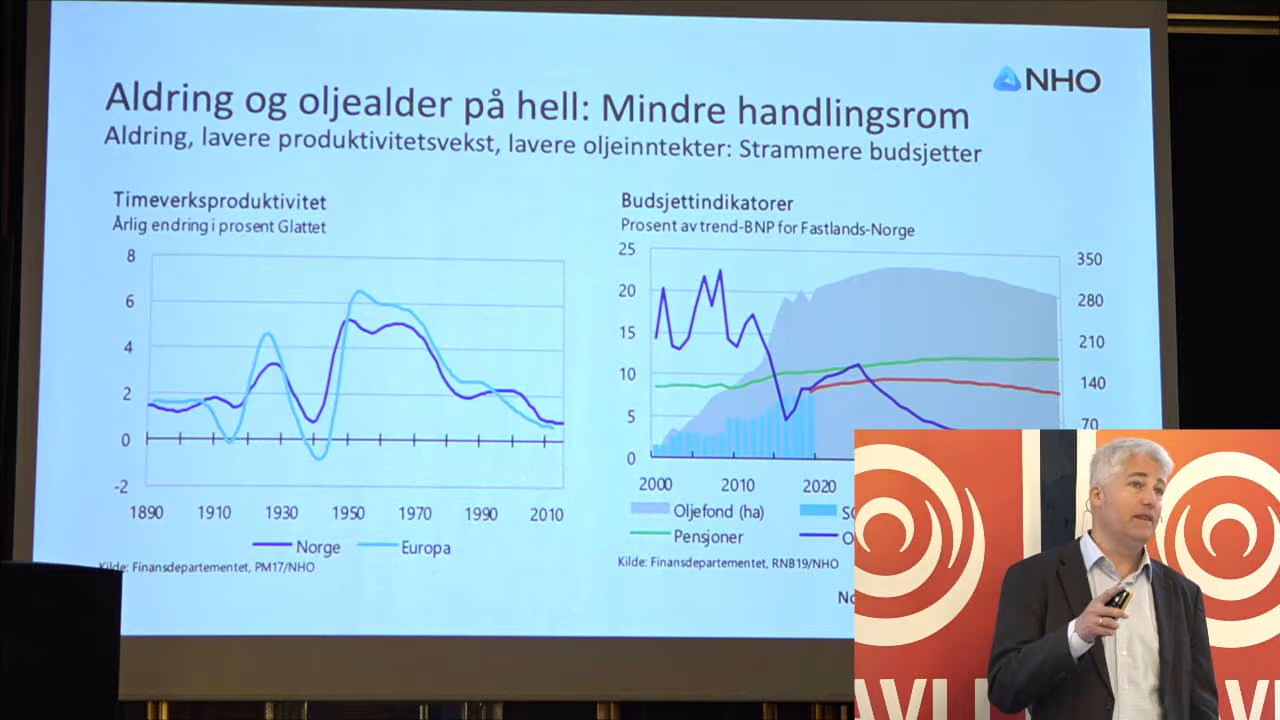 NHO
Aldring og oljealder på hell: Mindre handlingsrom
Aldring, lavere produktivitetsvekst, lavere oljeinntekter: Strammere budsjetter
Timeverksproduktivitet
Årlig endring i prosent Glattet
8
6
4
2
0
-2
1890 1910 1930 1950 1970 1990 2010
Norge Europa
Kilde: Finansdepartementet, PM17/NHO
Budsjettindikatorer
Prosent av trend-BNP for Fastlands-Norge
25 350
20 280
15 210
10 140
5 70
0
2000 2010 2020
Oljefond (ha)
Pensjoner
Kilde: Finansdepartementet, RNB19/NHO